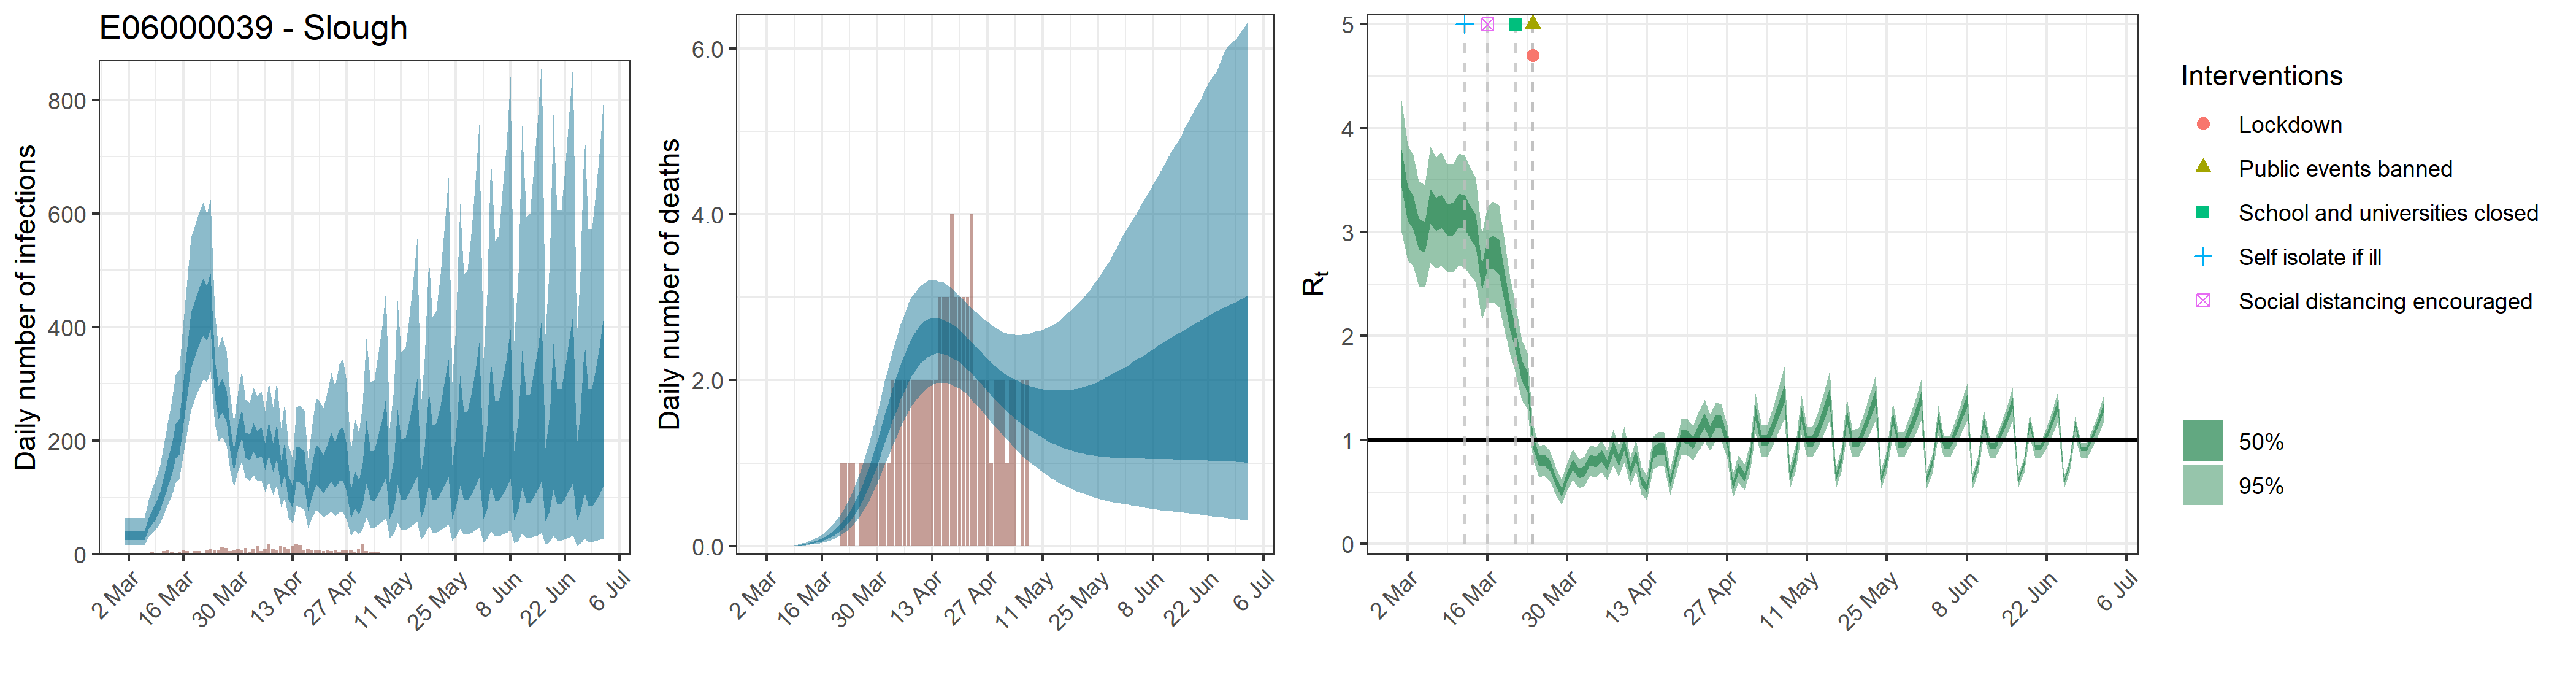 E06000039 - Slough
Daily number of infections
800
600
400
200
0
2 Mar
16 Mar
30 Mar
13 Apr
27 Apr
11 May
25 May
8 Jun
22 Jun
6 Jul
Daily number of deaths
6.0
4.0
2.0
0.0
2 Mar
16 Mar
30 Mar
13 Apr
27 Apr
11 May
25 May
8 Jun
22 Jun
6 Jul
Rt
5
4
3
2
1
0
2 Mar
16 Mar
30 Mar
13 Apr
27 Apr
11 May
25 May
8 Jun
22 Jun
6 Jul
Interventions
Lockdown
Public events banned
School and universities closed
Self isolate if ill
Social distancing encouraged
50%
95%